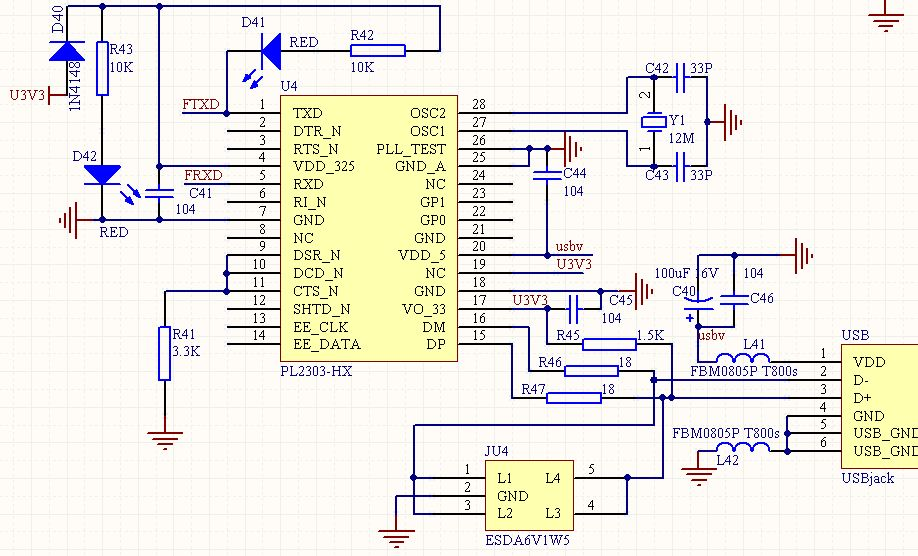 D40
1N4148
U3V3
R43
10K
D42
RED
C41
104
D41
RED
R42
10K
FTXD
FRXD
U4
1 TXD OSC2 28
2 DTR_N OSC1 27
3 RTS_N PLL_TEST 26
4 VDD_325 GND_A 25
5 RXD NC 24
6 RI_N GP1 23
7 GND GP0 22
8 NC GND 21
9 DSR_N VDD_5 20
10 DCD_N NC 19
11 CTS_N GND 18
12 SHTD_N VO_33 17
13 EE_CLK DM 16
14 EE_DATA DP 15
PL2303-HX
R41
3.3K
C42 33P
2
Y1
1 12M
C43 33P
C44
104
usbv
U3V3
U3V3
C45
104
R45 1.5K
R46 18
R47 18
100uF 16V
C40
+
104
C46
usbv
L41
FBM0805P T800s
FBM0805P T800s
L42
USB
1 VDD
2 D-
3 D+
4 GND
5 USB_GND
6 USB_GND
USBjack
JU4
1 L1 L4 5
2 GND
3 L2 L3 4
ESDA6V1W5